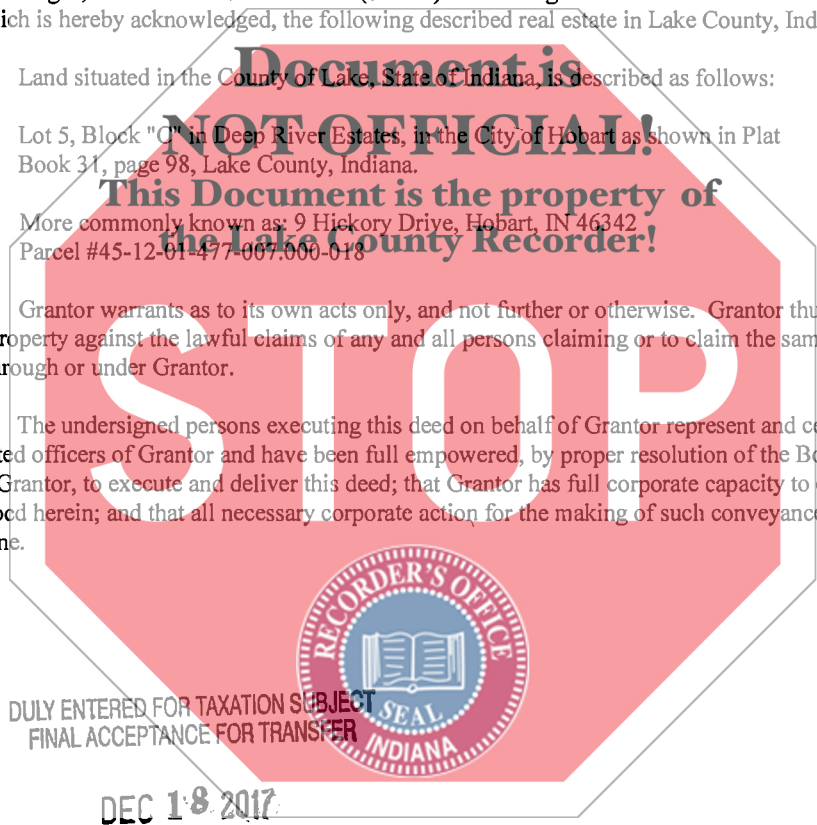 ich is hereby acknowledged, the following described real estate in Lake County, Ind
Document is
Land situated in the County of Lake, State of Indiana, is described as follows:
NOT OFFICIAL!
Lot 5, Block "O" in Deep River Estates, in the City of Hobart as shown in Plat
Book 31, page 98, Lake County, Indiana.
This Document is the property of
More commonly known as: 9 Hickory Drive, Hobart, IN 46342
the Lake County Recorder!
Parcel #45-12-01-477-007.000-018
Grantor warrants as to its own acts only, and not further or otherwise. Grantor thu
roperty against the lawful claims of any and all persons claiming or to claim the sam
rough or under Grantor.
STOP
The undersigned persons executing this deed on behalf of Grantor represent and ce
ted officers of Grantor and have been full empowered, by proper resolution of the Bo
Grantor, to execute and deliver this deed; that Grantor has full corporate capacity to
ocd herein; and that all necessary corporate action for the making of such conveyance
ne.
RECORDER'S OFFICE
SEAL
INDIANA
DULY ENTERED FOR TAXATION SUBJECT
FINAL ACCEPTANCE FOR TRANSFER
DEC 18 2017